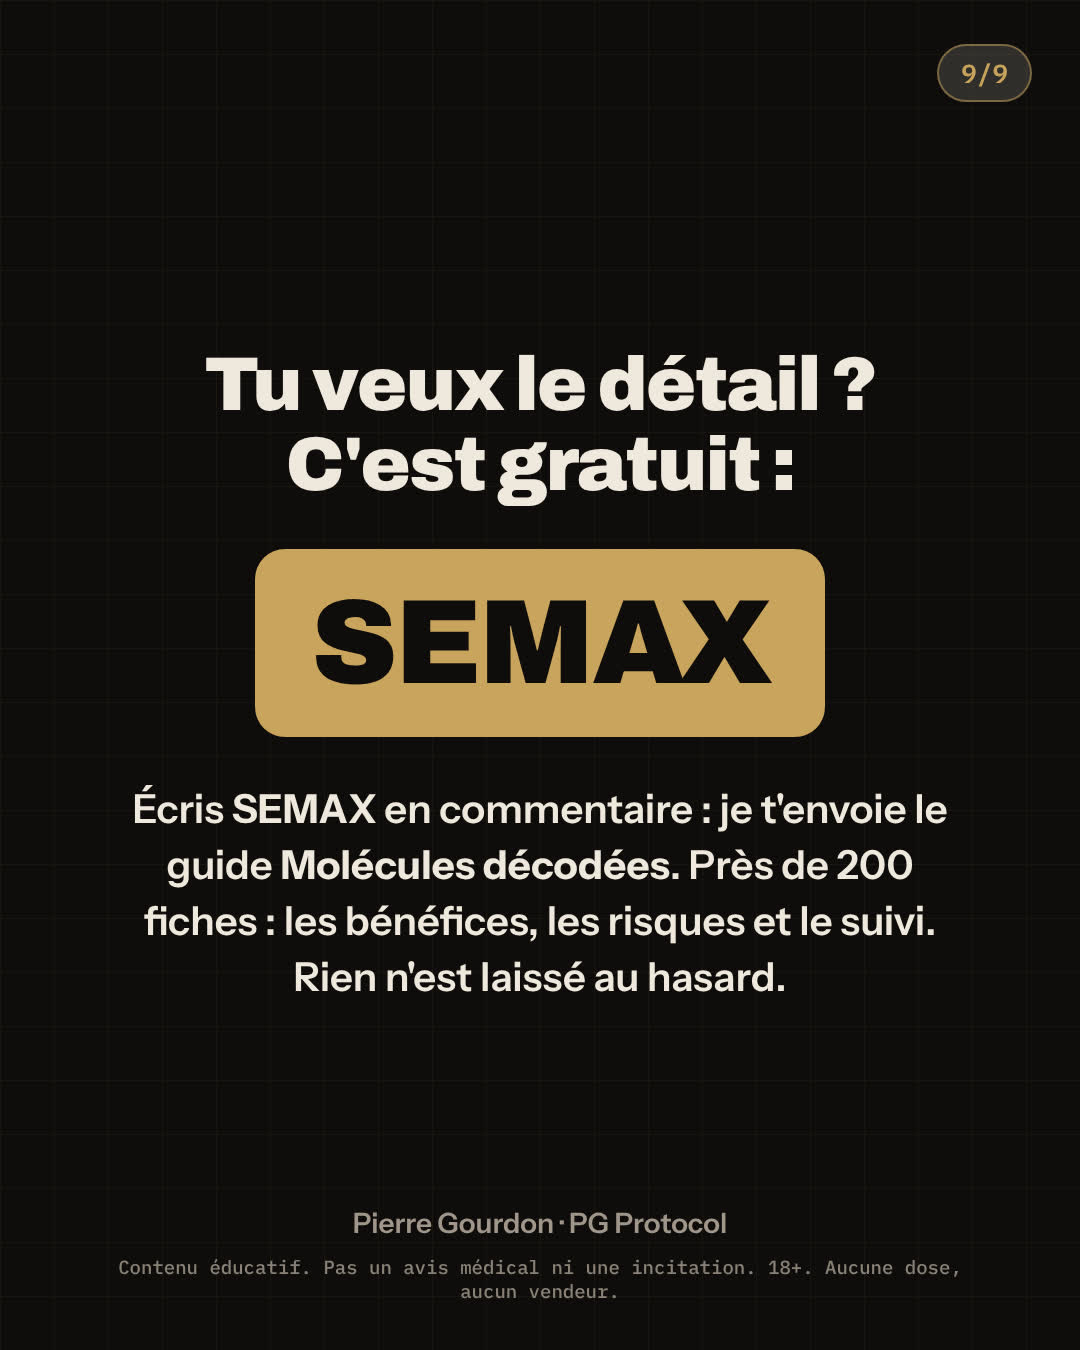 9/9
Tu veux le détail ?
C'est gratuit :
SEMAX
Écris SEMAX en commentaire : je t'envoie le
guide Molécules décodées. Près de 200
fiches : les bénéfices, les risques et le suivi.
Rien n'est laissé au hasard.
Pierre Gourdon · PG Protocol
Contenu éducatif. Pas un avis médical ni une incitation. 18+. Aucune dose,
aucun vendeur.